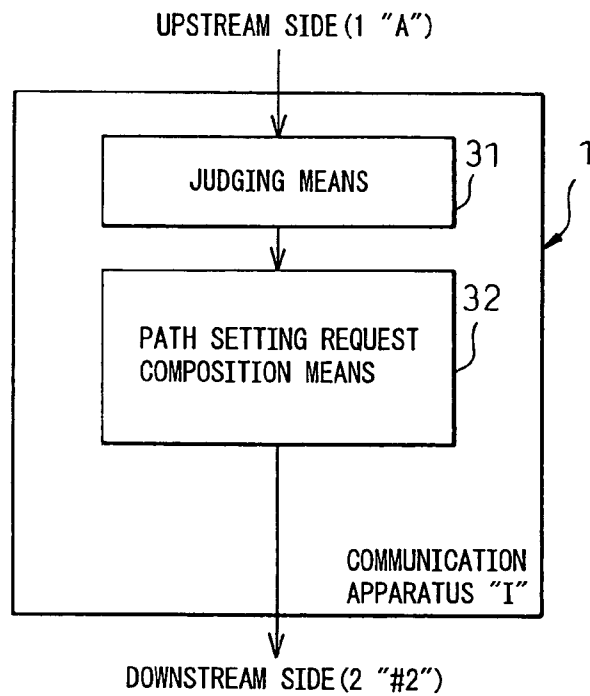 UPSTREAM SIDE(1 "A")
31
1
JUDGING MEANS
32
PATH SETTING REQUEST
COMPOSITION MEANS
COMMUNICATION
APPARATUS "I"
DOWNSTREAM SIDE(2 "#2")